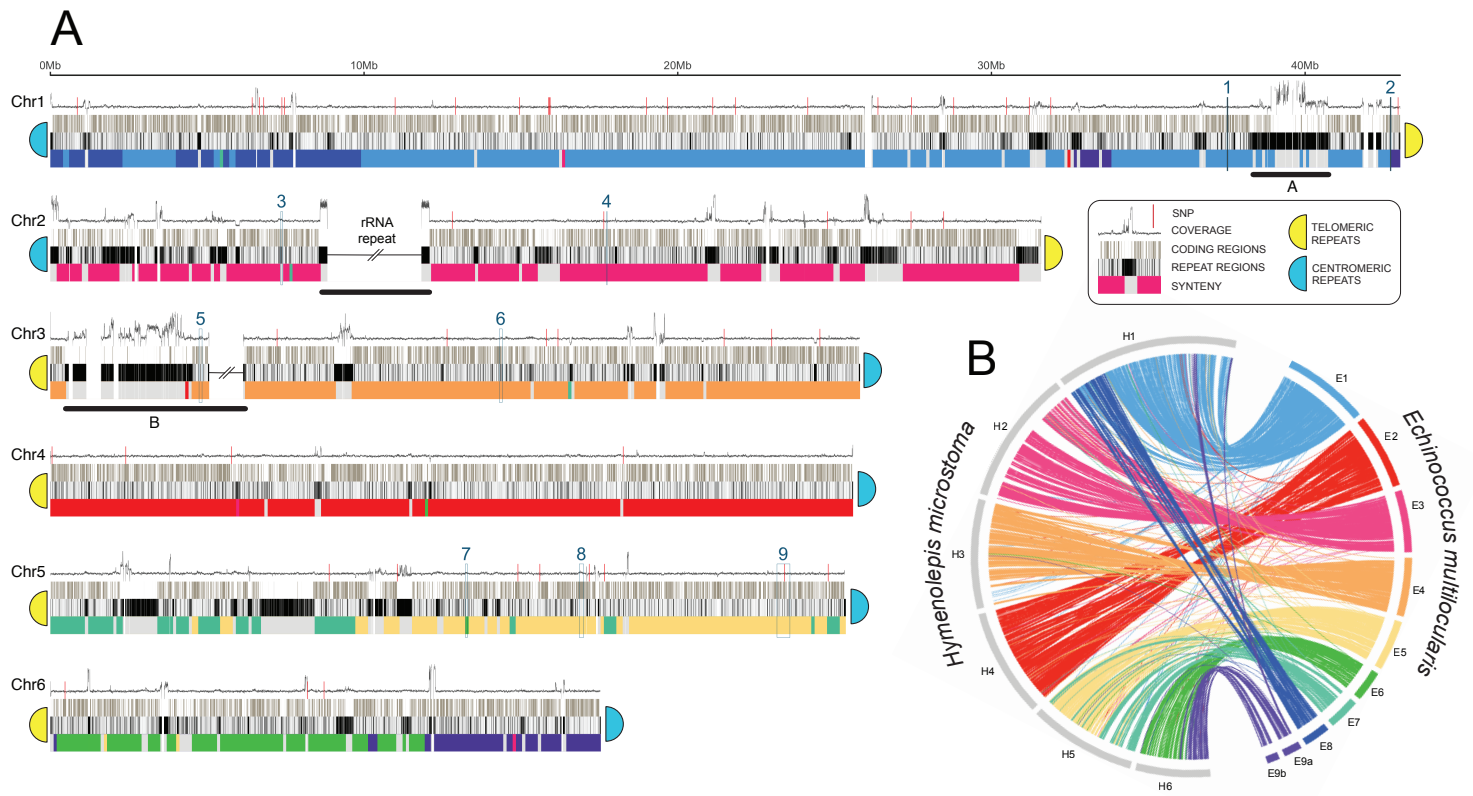 A
0Mb 10Mb 20Mb 30Mb 40Mb
Chr1
1
2
A
Chr2
3
4
rRNA
repeat
SNP
COVERAGE
CODING REGIONS
REPEAT REGIONS
SYNTENY
TELOMERIC
REPEATS
CENTROMERIC
REPEATS
Chr3
5
6
B
Chr4
Chr5
7
8
9
Chr6
B
Hymenolepis microstoma
Echinococcus multilocularis
H1
H2
H3
H4
H5
H6
E1
E2
E3
E4
E5
E6
E7
E8
E9a
E9b